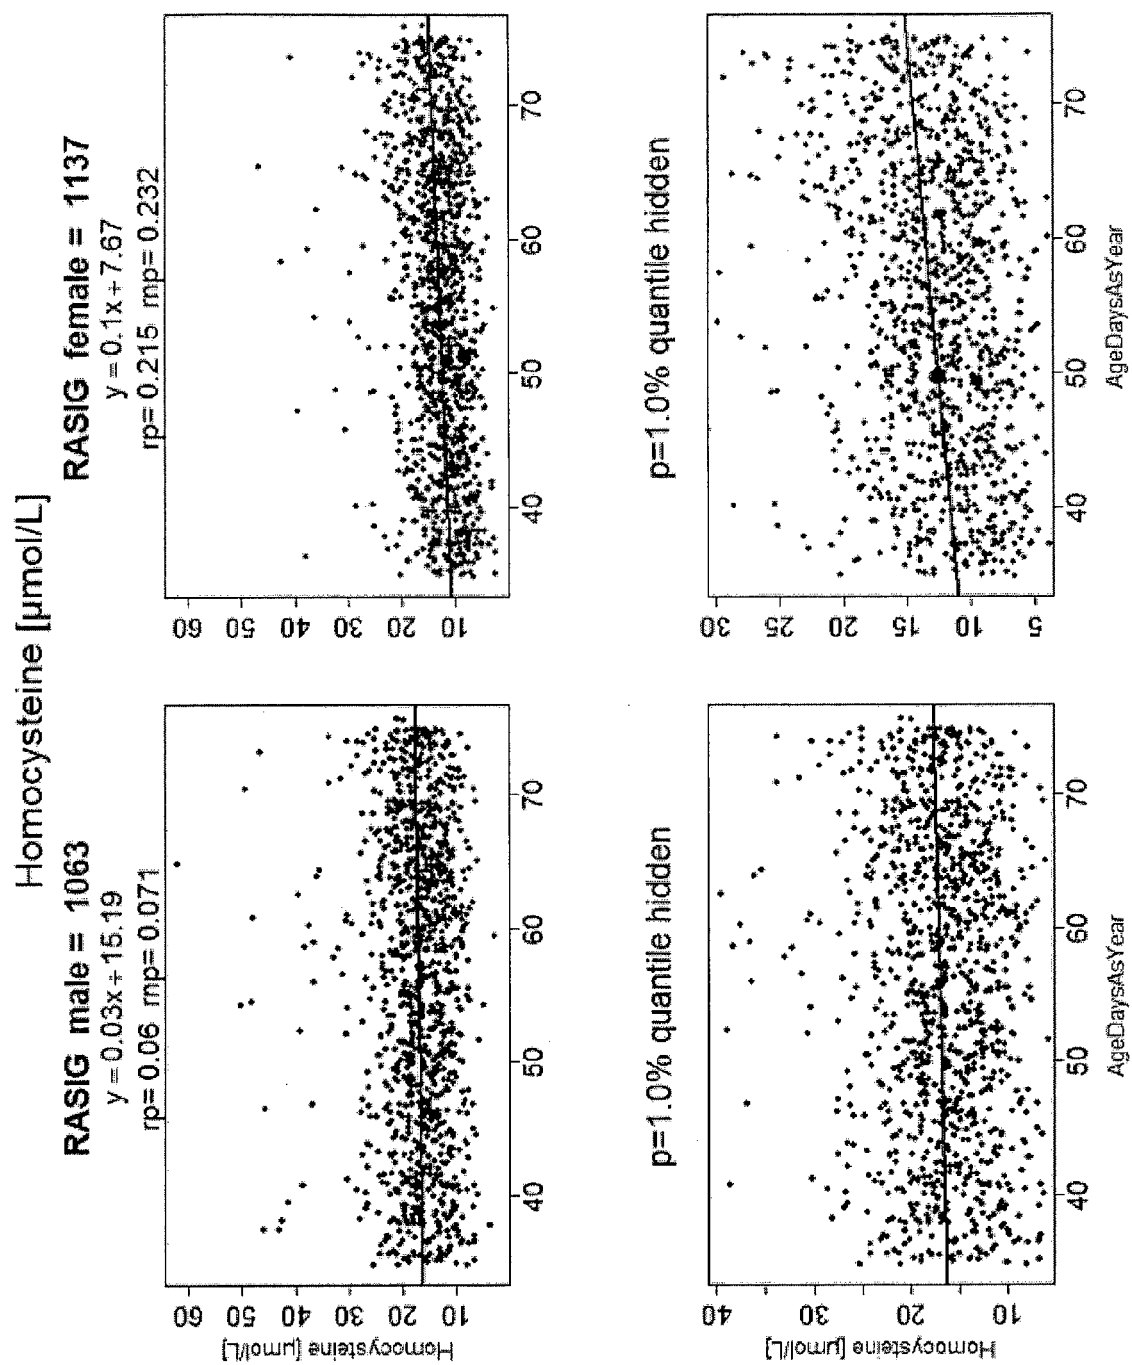 Homocysteine [µmol/L]
RASIG male = 1063
y = 0.03x + 15.19
rp= 0.06 mp= 0.071
Homocysteine [µmol/L]
60
50
40
30
20
10
40
50
60
70
RASIG female = 1137
y = 0.1x + 7.67
rp= 0.215 mp= 0.232
60
50
40
30
20
10
40
50
60
70
p=1.0% quantile hidden
Homocysteine [µmol/L]
40
30
20
10
40
50
60
70
AgeDaysAsYear
p=1.0% quantile hidden
30
25
20
15
10
5
40
50
60
70
AgeDaysAsYear